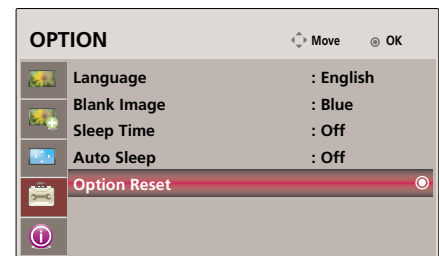 OPTION Move OK
Language : English
Blank Image : Blue
Sleep Time : Off
Auto Sleep : Off
Option Reset